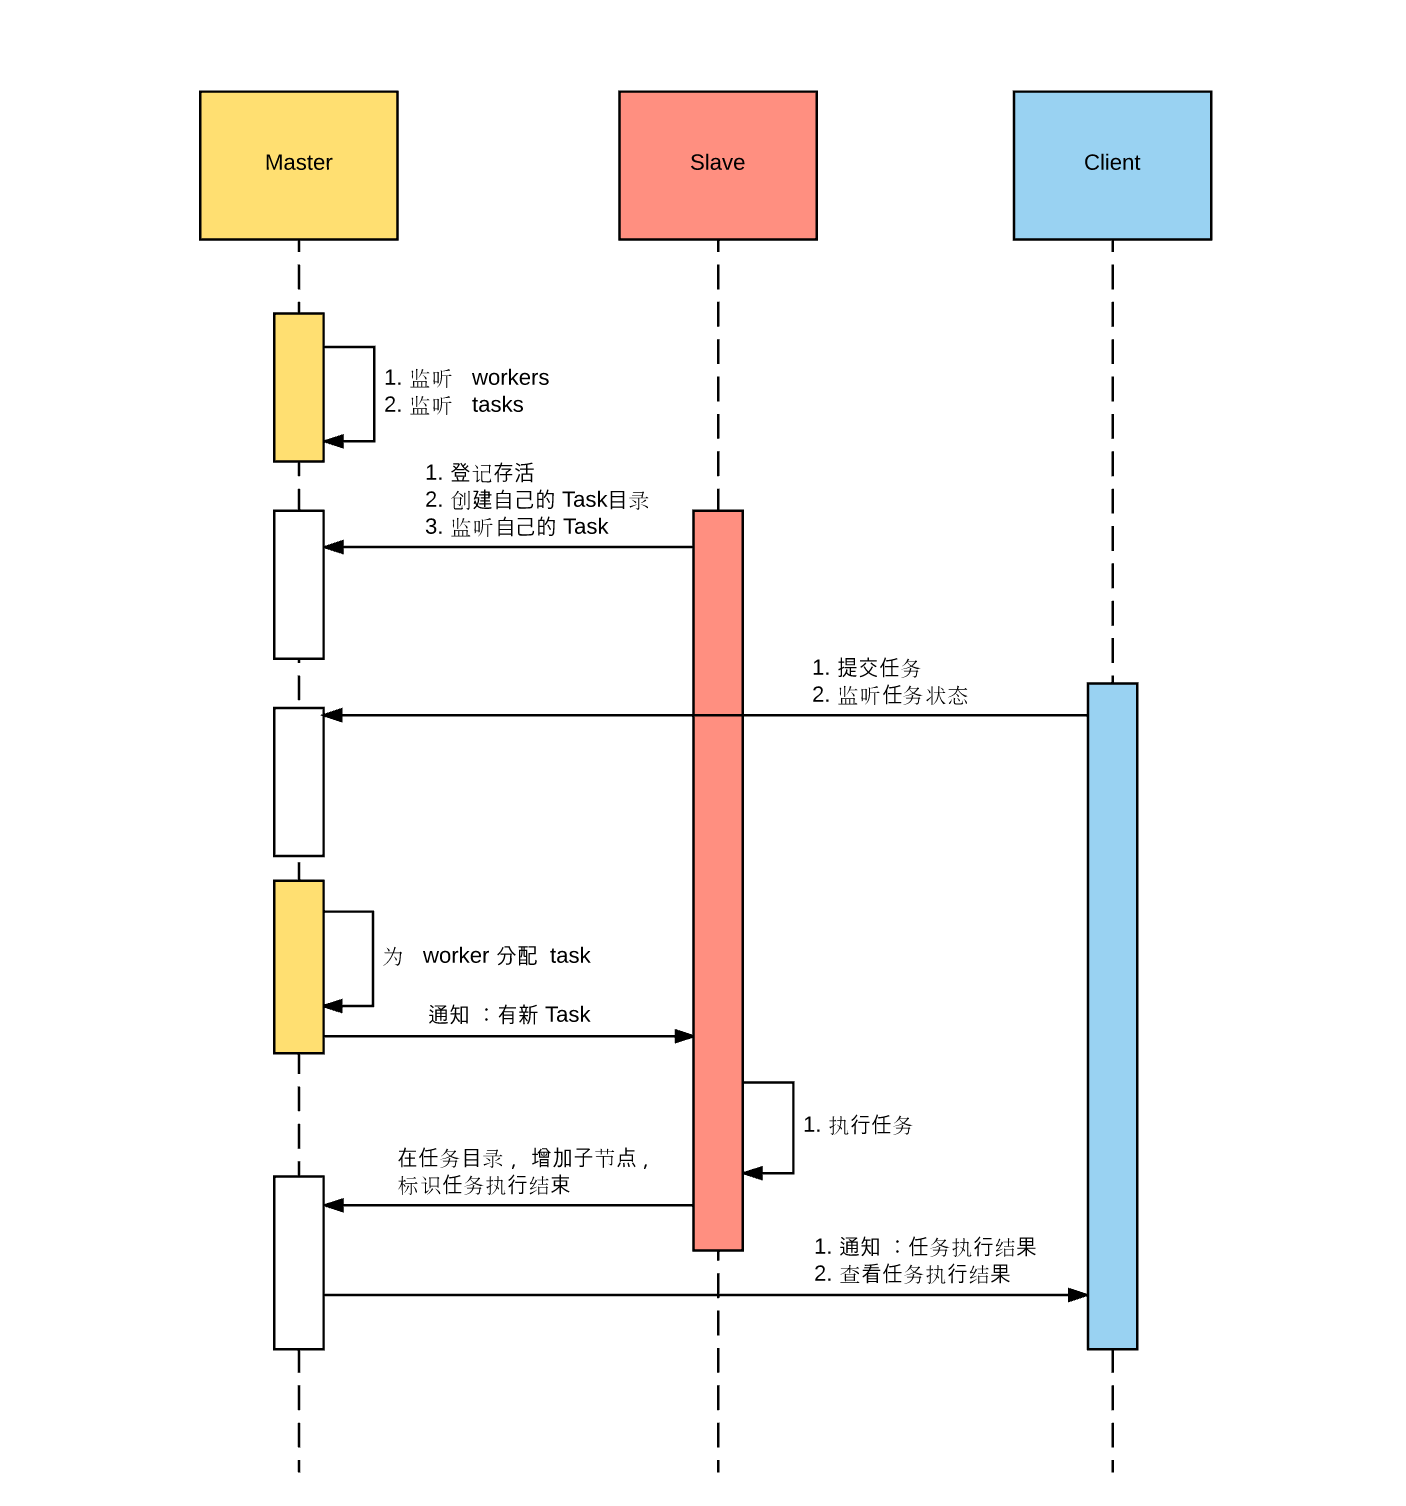 Master
Slave
Client
1. 监听 workers
2. 监听 tasks
1. 登记存活
2. 创建自己的 Task目录
3. 监听自己的 Task
1. 提交任务
2. 监听任务状态
为 worker 分配 task
通知 ：有新 Task
1. 执行任务
在任务目录，增加子节点，
标识任务执行结束
1. 通知 ：任务执行结果
2. 查看任务执行结果